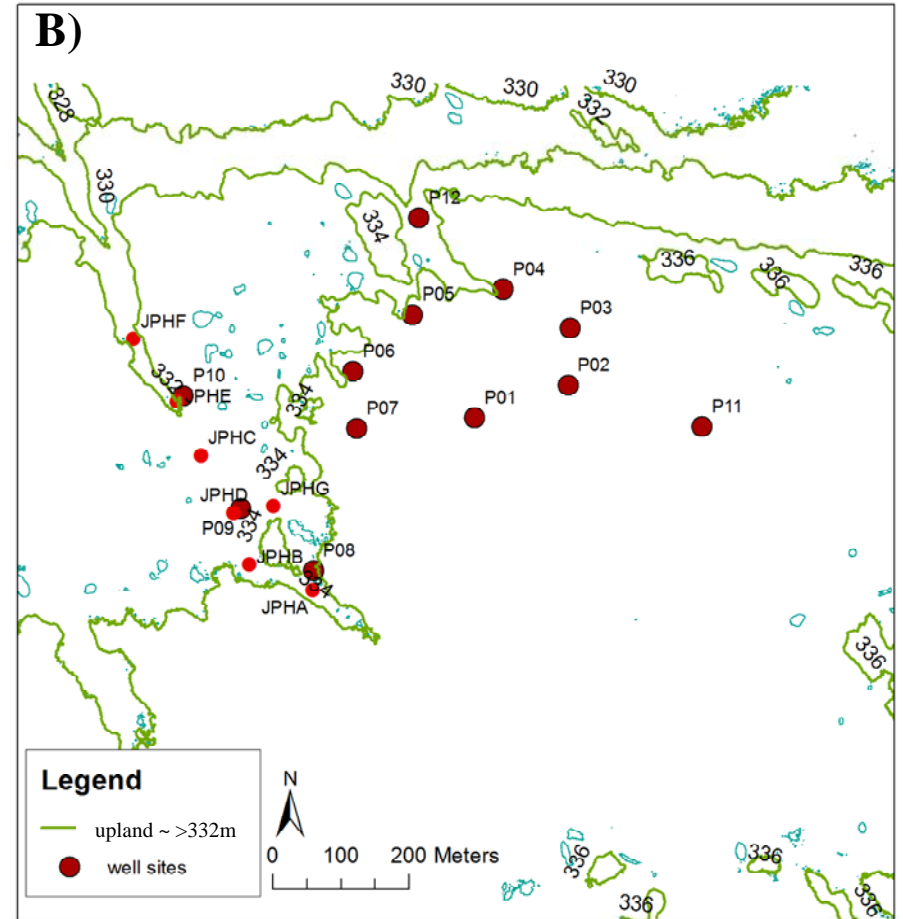 B)
330
330
330
328
332
330
P12
334
336
336
336
P04
P05
P03
JPHF
P06
P02
332
P10
JPHE
334
P07
P01
P11
JPHC
334
JPHD
JPHG
P09
334
JPHB
P08
334
JPHA
336
Legend
upland ~ >332m
well sites
N
0 100 200 Meters
336
336
336
336